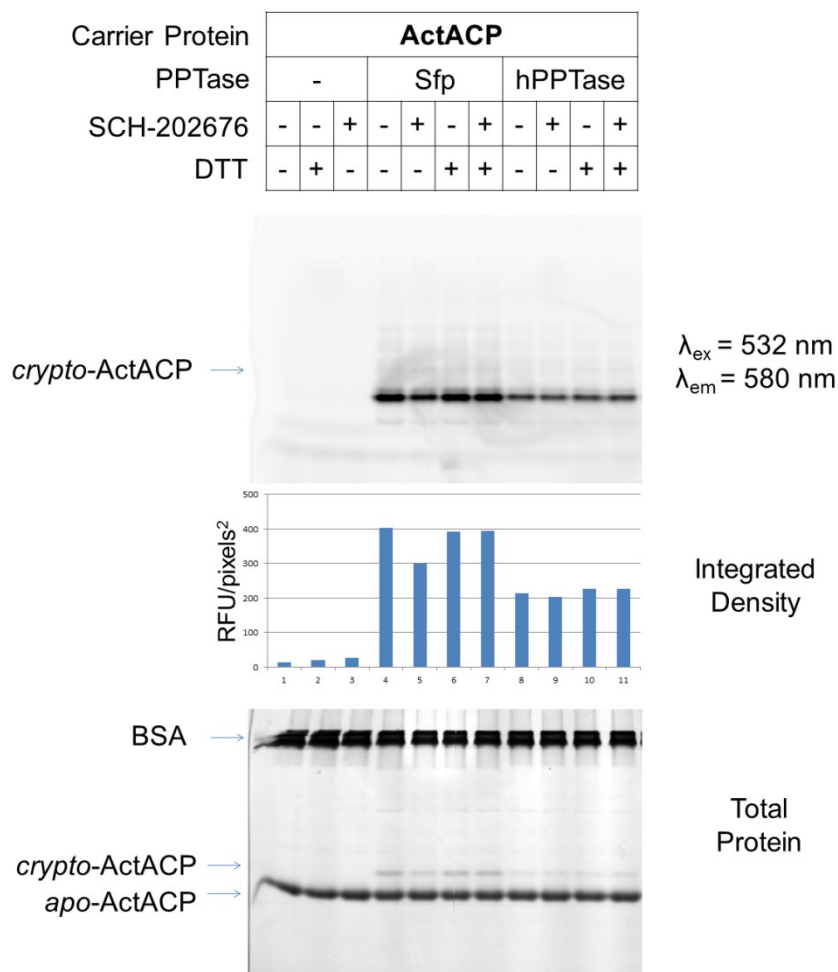 Carrier Protein ActACP
PPTase - Sfp hPPTase
SCH-202676 - - + - + - + - + - +
DTT - + - - - + + - - + +
crypto-ActACP
λex = 532 nm
λem = 580 nm
RFU/pixels2
500
400
300
200
100
0
1 2 3 4 5 6 7 8 9 10 11
Integrated
Density
BSA
crypto-ActACP
apo-ActACP
Total
Protein